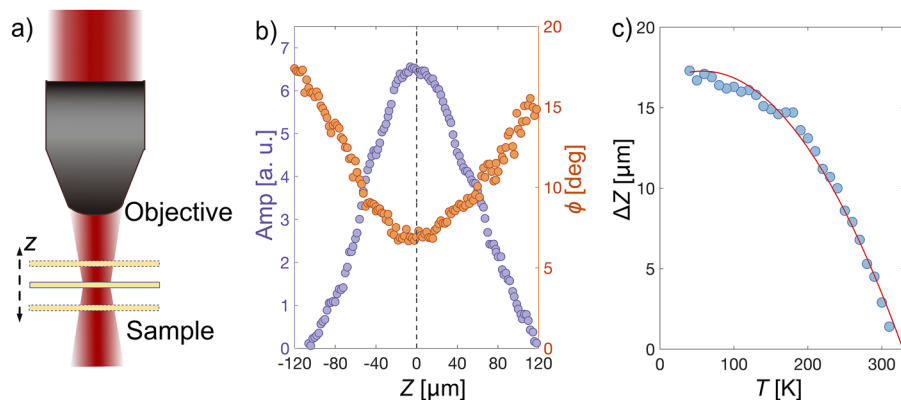 a)
Objective
z
Sample
b)
Amp [a. u.]
7
6
5
4
3
2
1
0
-120 -80 -40 0 40 80 120
Z [µm]
20
15
10
5
0
ϕ [deg]
c)
ΔZ [µm]
20
15
10
5
0
0 100 200 300
T [K]